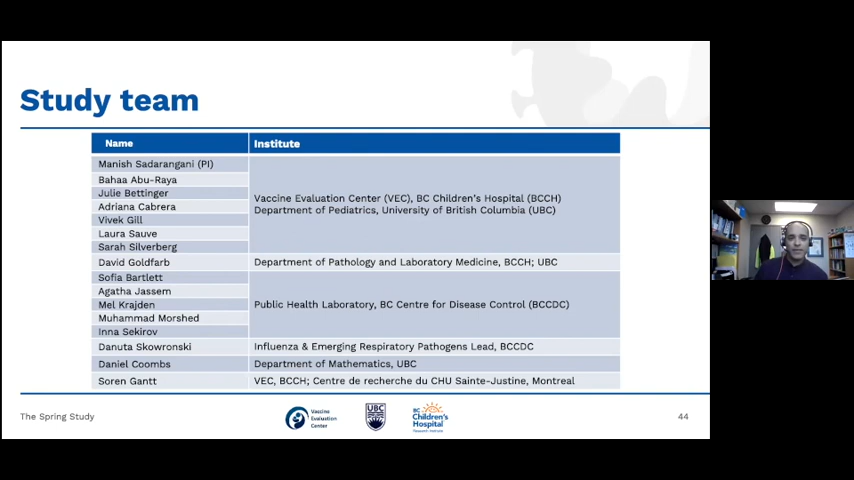 Study team
Name Institute
Manish Sadarangani (PI)
Bahaa Abu-Raya
Julie Bettinger
Adriana Cabrera
Vivek Gill
Laura Sauve
Sarah Silverberg
Vaccine Evaluation Center (VEC), BC Children's Hospital (BCCH)
Department of Pediatrics, University of British Columbia (UBC)
David Goldfarb Department of Pathology and Laboratory Medicine, BCCH; UBC
Sofia Bartlett
Agatha Jassem
Mel Krajden
Muhammad Morshed
Inna Sekirov
Public Health Laboratory, BC Centre for Disease Control (BCCDC)
Danuta Skowronski Influenza & Emerging Respiratory Pathogens Lead, BCCDC
Daniel Coombs Department of Mathematics, UBC
Soren Gantt VEC, BCCH; Centre de recherche du CHU Sainte-Justine, Montreal
The Spring Study
Vaccine
Evaluation
Center
UBC
BC
Children's
Hospital
Research Institute
44